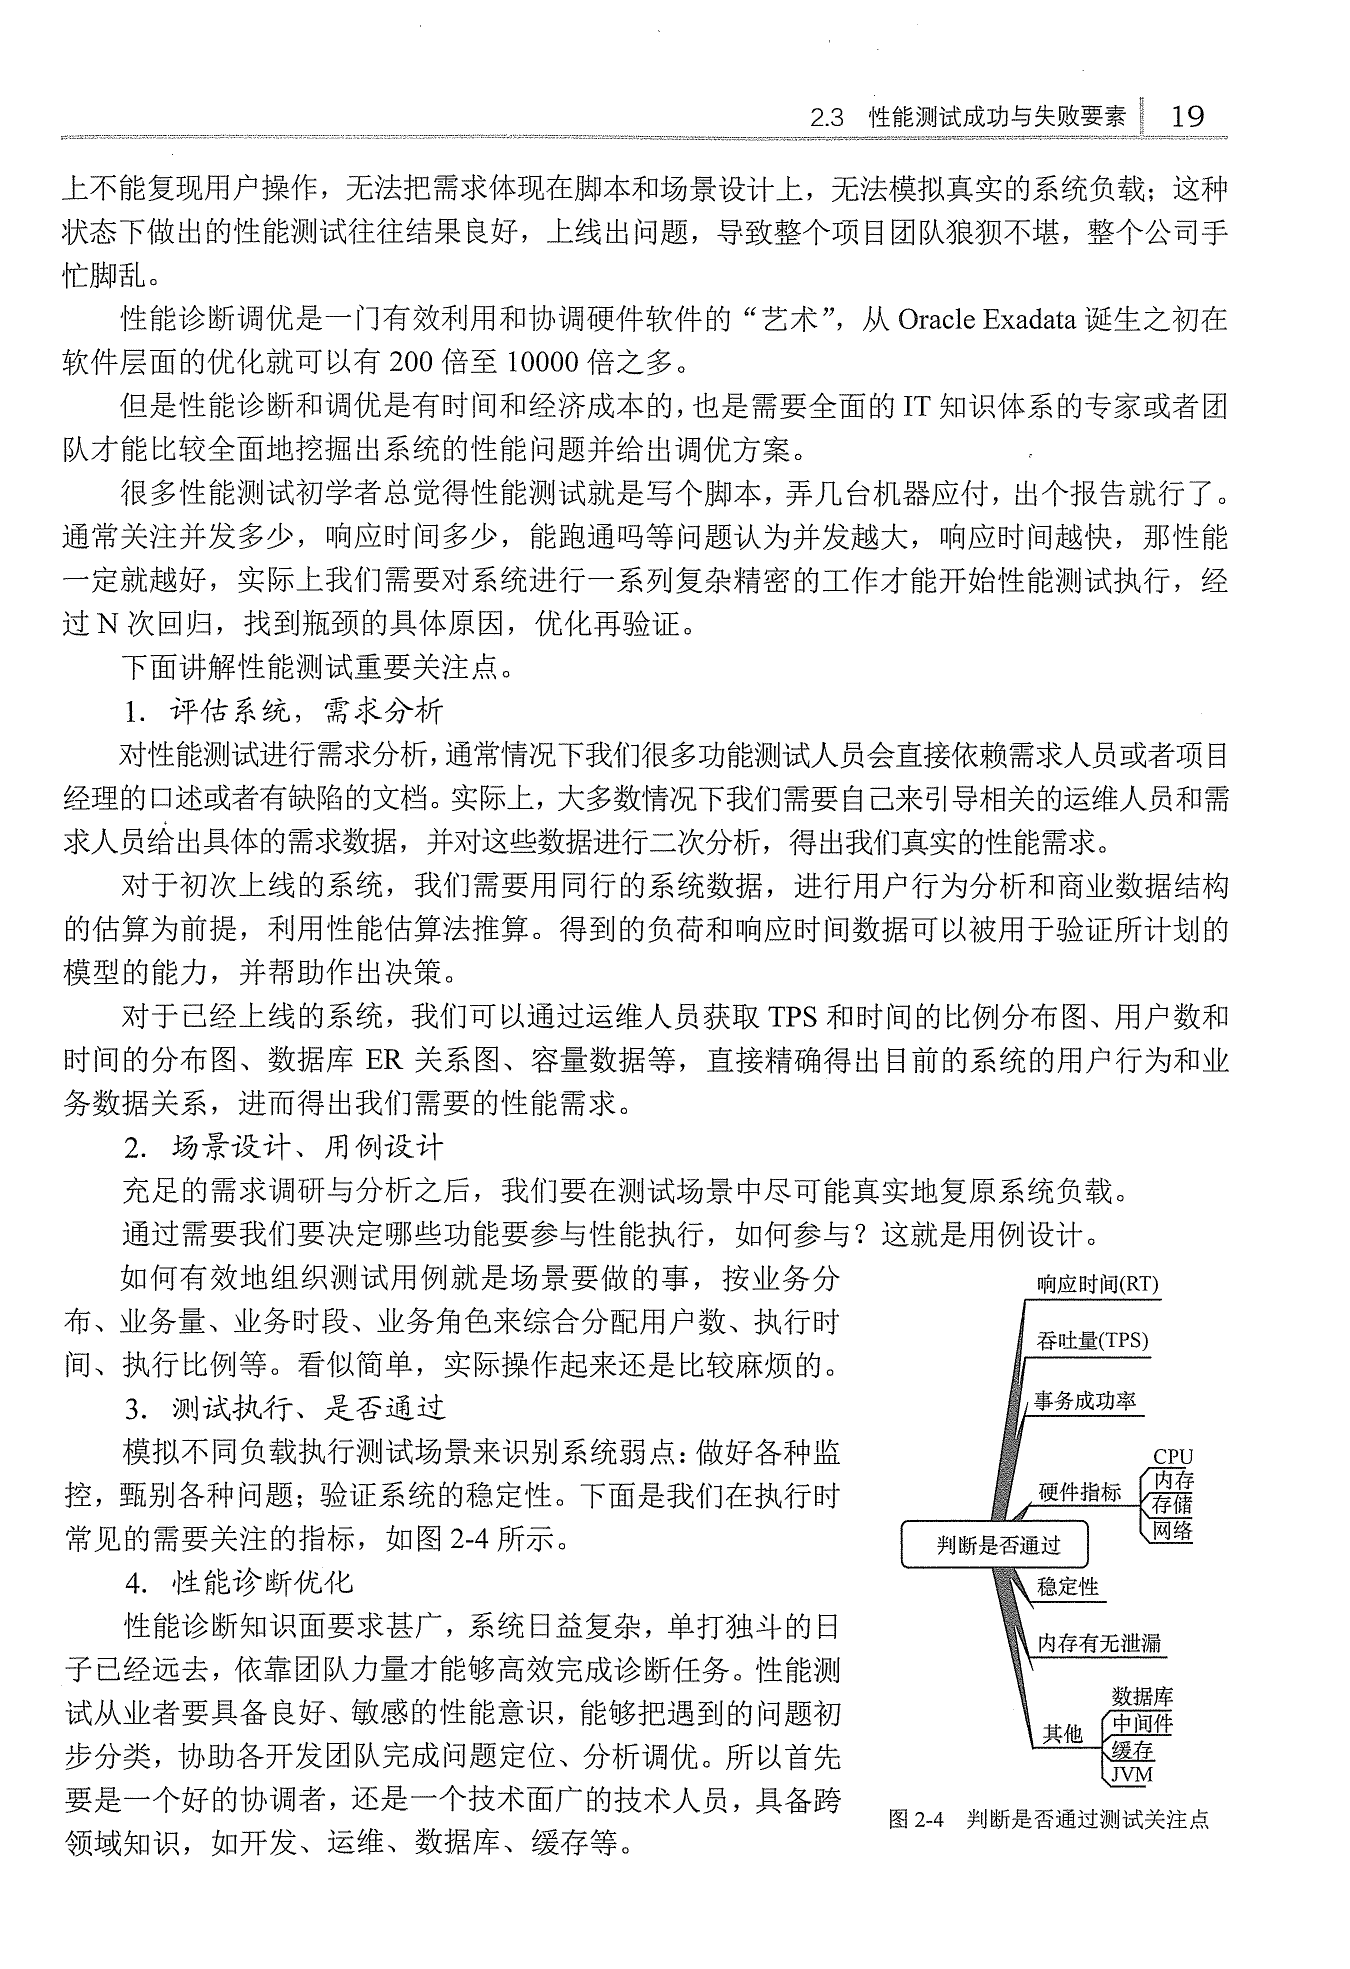 2.3 性能测试成功与失败要素 19
上不能复现用户操作，无法把需求体现在脚本和场景设计上，无法模拟真实的系统负载；这种
状态下做出的性能测试往往结果良好，上线出问题，导致整个项目团队狼狈不堪，整个公司手
忙脚乱。
性能诊断调优是一门有效利用和协调硬件软件的“艺术”，从 Oracle Exadata 诞生之初在
软件层面的优化就可以有 200 倍至 10000 倍之多。
但是性能诊断和调优是有时间和经济成本的，也是需要全面的 IT 知识体系的专家或者团
队才能比较全面地挖掘出系统的性能问题并给出调优方案。
很多性能测试初学者总觉得性能测试就是写个脚本，弄几台机器应付，出个报告就行了。
通常关注并发多少，响应时间多少，能跑通吗等问题认为并发越大，响应时间越快，那性能
一定就越好，实际上我们需要对系统进行一系列复杂精密的工作才能开始性能测试执行，经
过 N 次回归，找到瓶颈的具体原因，优化再验证。
下面讲解性能测试重要关注点。
1. 评估系统，需求分析
对性能测试进行需求分析，通常情况下我们很多功能测试人员会直接依赖需求人员或者项目
经理的口述或者有缺陷的文档。实际上，大多数情况下我们需要自己来引导相关的运维人员和需
求人员给出具体的需求数据，并对这些数据进行二次分析，得出我们真实的性能需求。
对于初次上线的系统，我们需要用同行的系统数据，进行用户行为分析和商业数据结构
的估算为前提，利用性能估算法推算。得到的负荷和响应时间数据可以被用于验证所计划的
模型的能力，并帮助作出决策。
对于已经上线的系统，我们可以通过运维人员获取 TPS 和时间的比例分布图、用户数和
时间的分布图、数据库 ER 关系图、容量数据等，直接精确得出目前的系统的用户行为和业
务数据关系，进而得出我们需要的性能需求。
2. 场景设计、用例设计
充足的需求调研与分析之后，我们要在测试场景中尽可能真实地复原系统负载。
通过需要我们要决定哪些功能要参与性能执行，如何参与？这就是用例设计。
如何有效地组织测试用例就是场景要做的事，按业务分
布、业务量、业务时段、业务角色来综合分配用户数、执行时
间、执行比例等。看似简单，实际操作起来还是比较麻烦的。
3. 测试执行、是否通过
模拟不同负载执行测试场景来识别系统弱点：做好各种监
控，甄别各种问题；验证系统的稳定性。下面是我们在执行时
常见的需要关注的指标，如图 2-4 所示。
4. 性能诊断优化
性能诊断知识面要求甚广，系统日益复杂，单打独斗的日
子已经远去，依靠团队力量才能够高效完成诊断任务。性能测
试从业者要具备良好、敏感的性能意识，能够把遇到的问题初
步分类，协助各开发团队完成问题定位、分析调优。所以首先
要是一个好的协调者，还是一个技术面广的技术人员，具备跨
领域知识，如开发、运维、数据库、缓存等。
响应时间(RT)
吞吐量(TPS)
事务成功率
硬件指标
CPU
内存
存储
网络
判断是否通过
稳定性
内存有无泄漏
其他
数据库
中间件
缓存
JVM
图 2-4 判断是否通过测试关注点